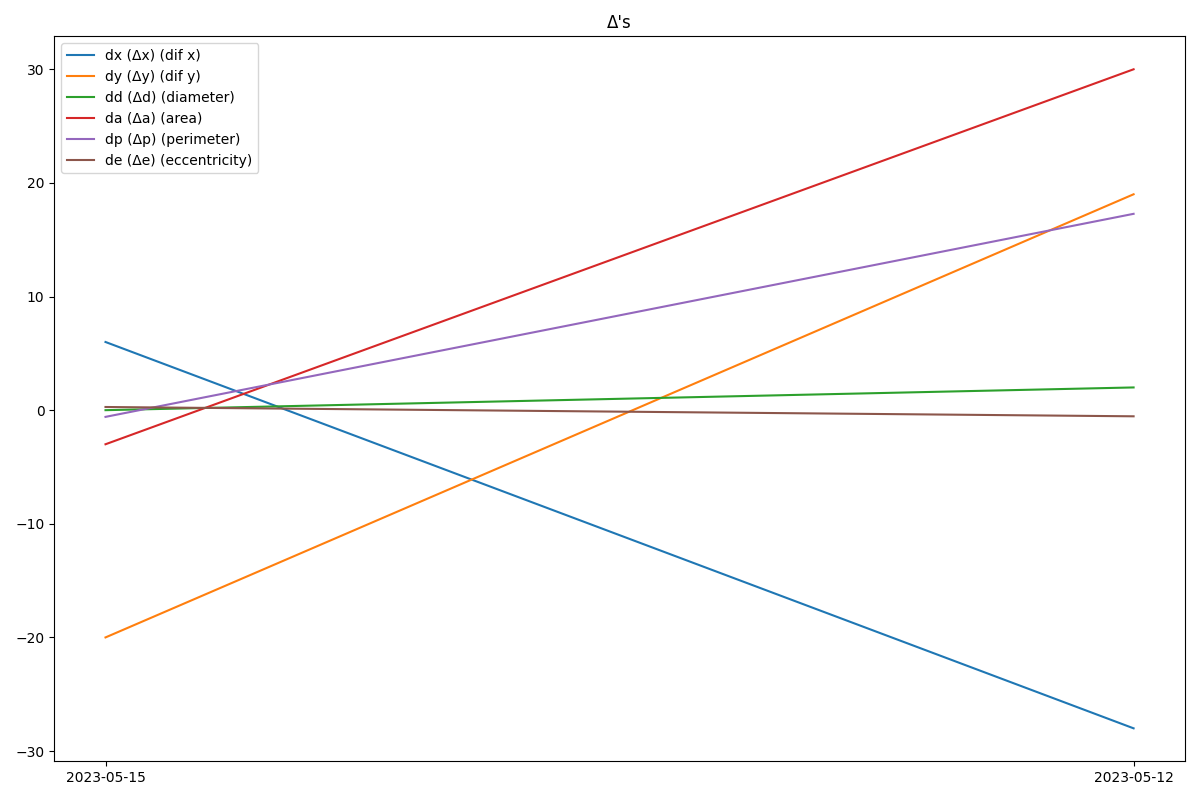 Δ's
dx (Δx) (dif x)
dy (Δy) (dif y)
dd (Δd) (diameter)
da (Δa) (area)
dp (Δp) (perimeter)
de (Δe) (eccentricity)
30
20
10
0
−10
−20
−30
2023-05-15
2023-05-12